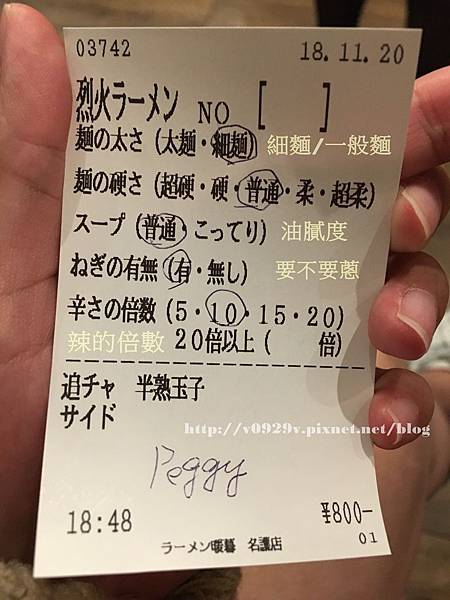 03742 18.11.20
烈火ラーメン NO [ ]
麺の太さ (太麺・細麺) 細麵/一般麵
麺の硬さ (超硬・硬・普通・柔・超柔)
スープ (普通・こってり) 油膩度
ねぎの有無 (有・無し) 要不要蔥
辛さの倍数 (5・10・15・20)
辣的倍數 20倍以上 ( 倍)
追チャ 半熟玉子
サイド
http://v0929v.pixnet.net/blog
Peggy
18:48 ¥800-
01
ラーメン暖暮 名護店